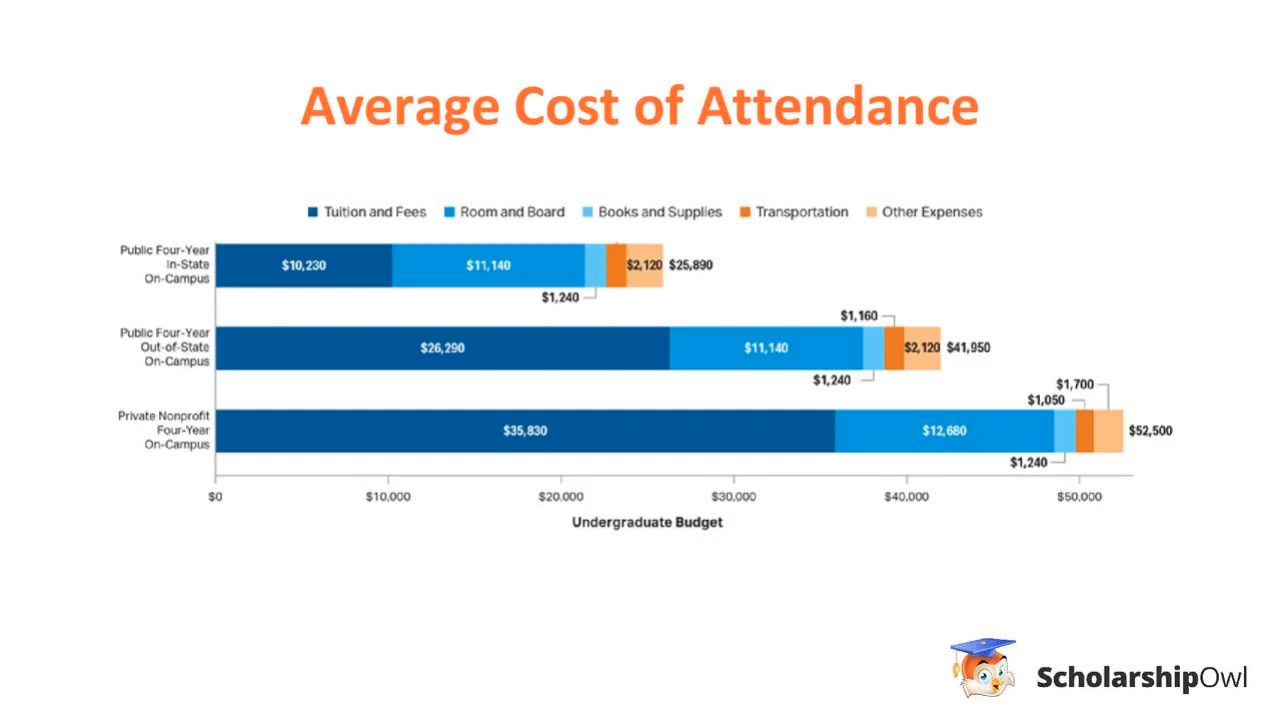 Average Cost of Attendance
Tuition and Fees Room and Board Books and Supplies Transportation Other Expenses
Public Four-Year
In-State
On-Campus
$10,230 $11,140 $2,120 $25,890
$1,240
$1,160
Public Four-Year
Out-of-State
On-Campus
$26,290 $11,140 $2,120 $41,950
$1,240
$1,700
$1,050
Private Nonprofit
Four-Year
On-Campus
$35,830 $12,680 $52,500
$1,240
$0 $10,000 $20,000 $30,000 $40,000 $50,000
Undergraduate Budget
ScholarshipOwl